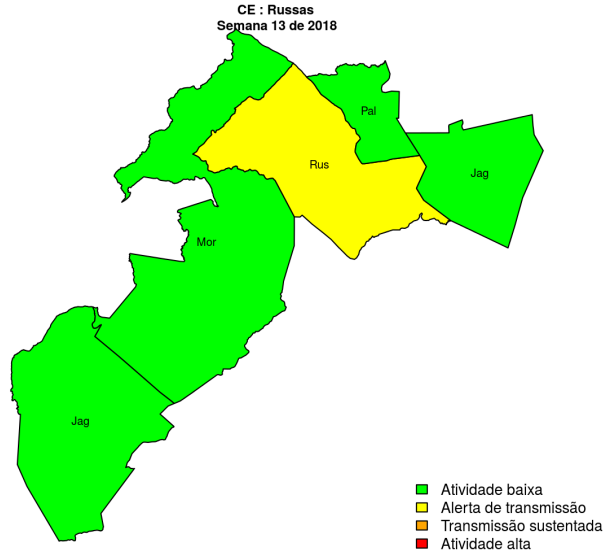 CE : Russas
Semana 13 de 2018
Pal
Rus
Jag
Mor
Jag
Atividade baixa
Alerta de transmissão
Transmissão sustentada
Atividade alta